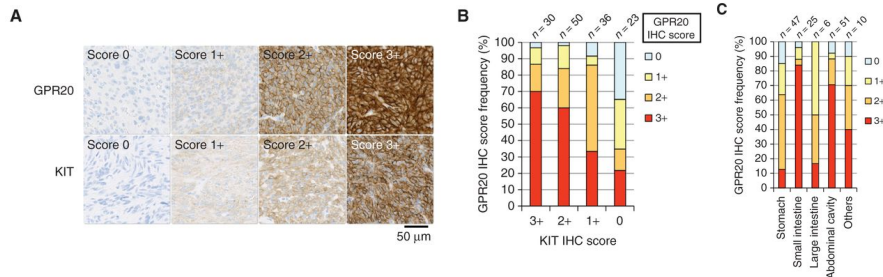 A
Score 0 Score 1+ Score 2+ Score 3+
GPR20
Score 0 Score 1+ Score 2+ Score 3+
KIT
50 μm
B
n = 30 n = 50 n = 36 n = 23
GPR20
IHC score
0
1+
2+
3+
GPR20 IHC score frequency (%)
100
90
80
70
60
50
40
30
20
10
0
3+ 2+ 1+ 0
KIT IHC score
C
n = 47 n = 25 n = 6 n = 51 n = 10
0
1+
2+
3+
GPR20 IHC score frequency (%)
100
90
80
70
60
50
40
30
20
10
0
Stomach
Small intestine
Large intestine
Abdominal cavity
Others